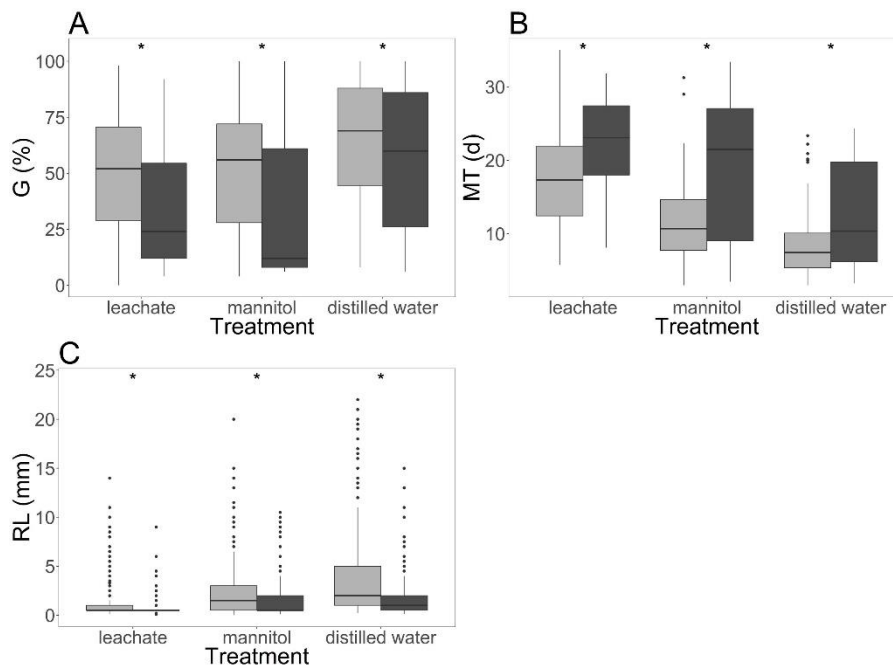 A
* * *
G (%)
100
75
50
25
0
leachate mannitol distilled water
Treatment
B
* * *
MT (d)
30
20
10
leachate mannitol distilled water
Treatment
C
* * *
RL (mm)
25
20
15
10
5
0
leachate mannitol distilled water
Treatment